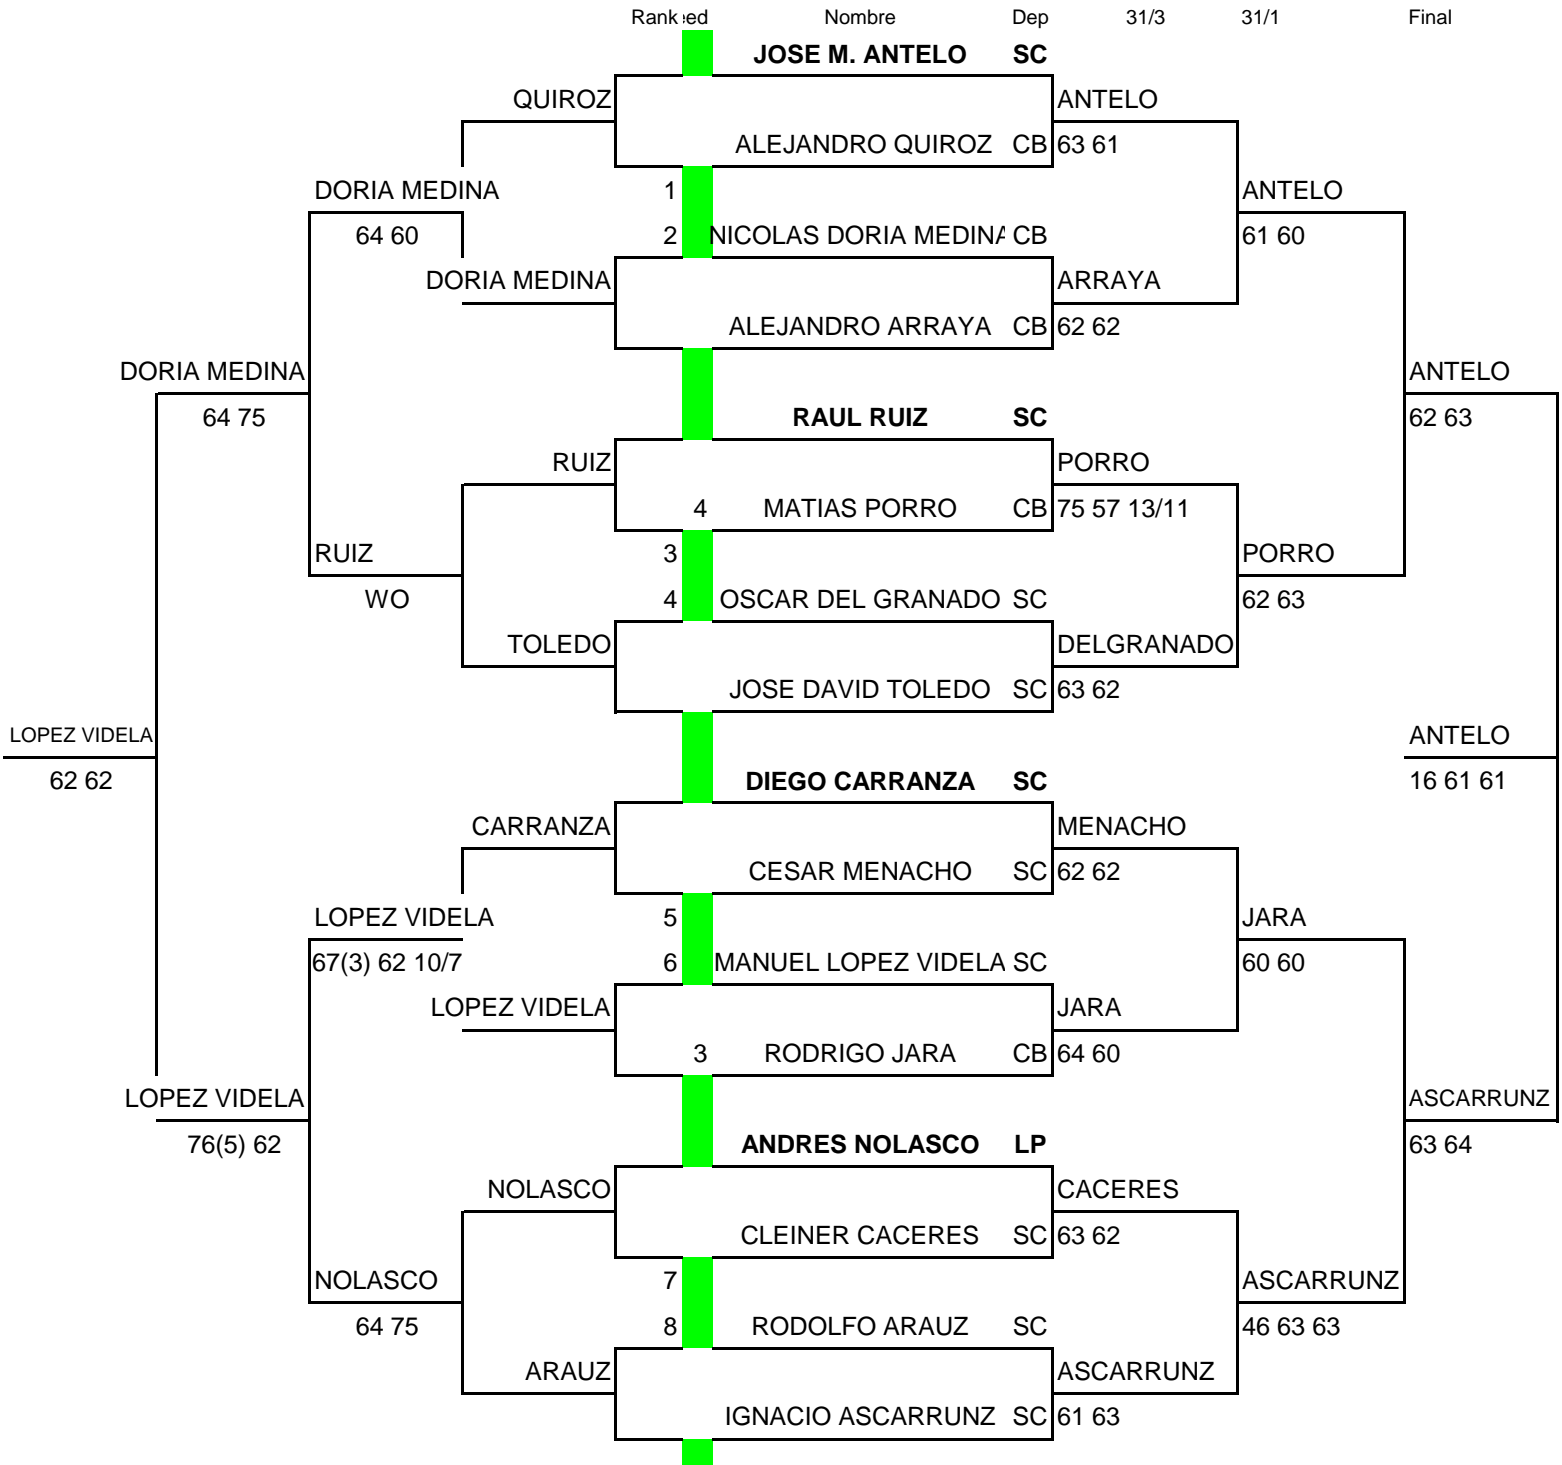 Rank eed Nombre Dep 31/3 31/1 Final
JOSE M. ANTELO SC
QUIROZ ANTELO
ALEJANDRO QUIROZ CB 63 61
DORIA MEDINA 1 ANTELO
64 60 2 NICOLAS DORIA MEDINA CB 61 60
DORIA MEDINA ARRAYA
ALEJANDRO ARRAYA CB 62 62
DORIA MEDINA ANTELO
64 75 RAUL RUIZ SC 62 63
RUIZ PORRO
4 MATIAS PORRO CB 75 57 13/11
RUIZ 3 PORRO
WO 4 OSCAR DEL GRANADO SC 62 63
TOLEDO DELGRANADO
JOSE DAVID TOLEDO SC 63 62
LOPEZ VIDELA ANTELO
62 62 DIEGO CARRANZA SC 16 61 61
CARRANZA MENACHO
CESAR MENACHO SC 62 62
LOPEZ VIDELA 5 JARA
67(3) 62 10/7 6 MANUEL LOPEZ VIDELA SC 60 60
LOPEZ VIDELA JARA
3 RODRIGO JARA CB 64 60
LOPEZ VIDELA ASCARRUNZ
76(5) 62 ANDRES NOLASCO LP 63 64
NOLASCO CACERES
CLEINER CACERES SC 63 62
NOLASCO 7 ASCARRUNZ
64 75 8 RODOLFO ARAUZ SC 46 63 63
ARAUZ ASCARRUNZ
IGNACIO ASCARRUNZ SC 61 63